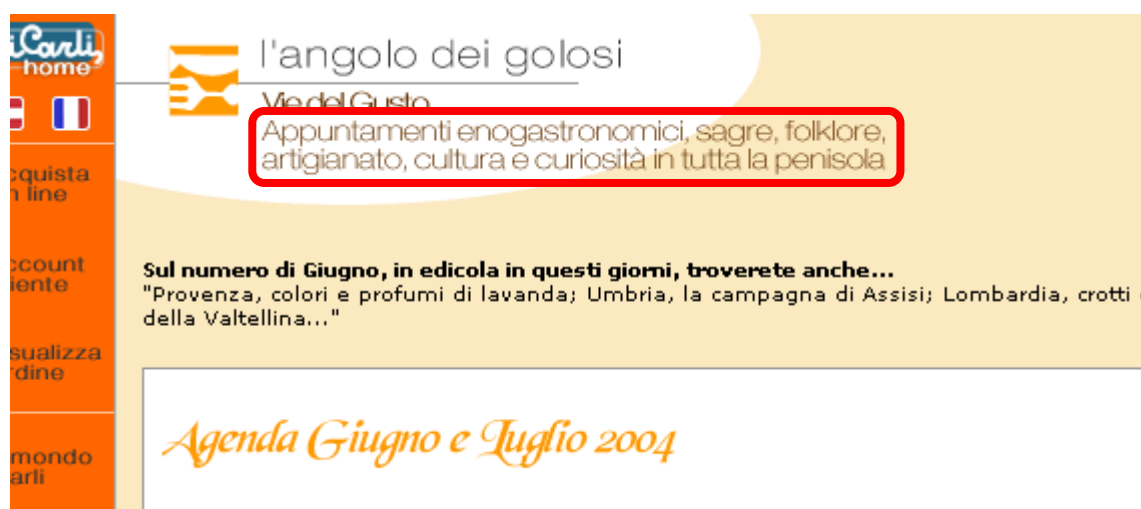 iCarli
home
l'angolo dei golosi
Vie del Gusto
Appuntamenti enogastronomici, sagre, folklore,
artigianato, cultura e curiosità in tutta la penisola
cquista
n line
ccount
iente
sualizza
dine
mondo
arli
Sul numero di Giugno, in edicola in questi giorni, troverete anche...
"Provenza, colori e profumi di lavanda; Umbria, la campagna di Assisi; Lombardia, crotti
della Valtellina..."
Agenda Giugno e Luglio 2004